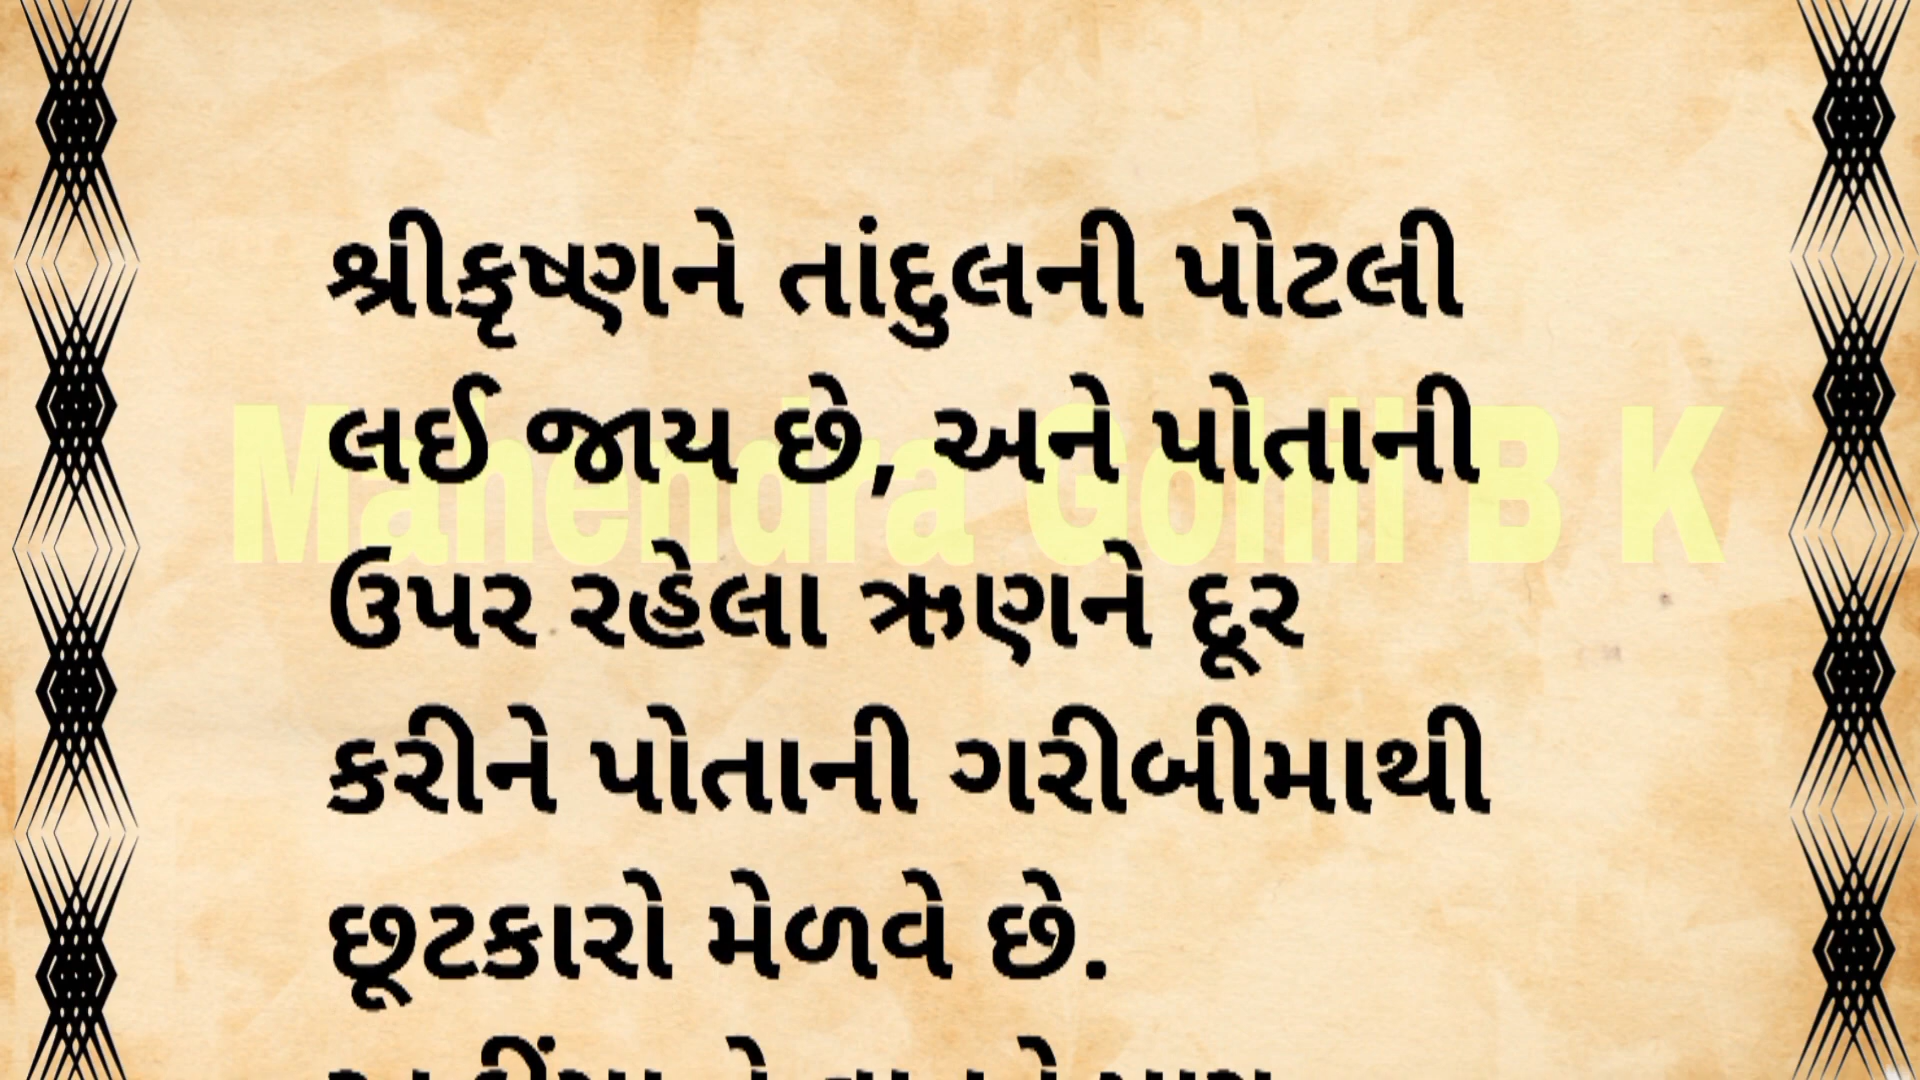 શ્રીકૃષ્ણને તાંદુલની પોટલી
લઈ જાય છે, અને પોતાની
Mahendra Gohil B K
ઉપર રહેલા ઋણને દૂર
કરીને પોતાની ગરીબીમાથી
છૂટકારો મેળવે છે.